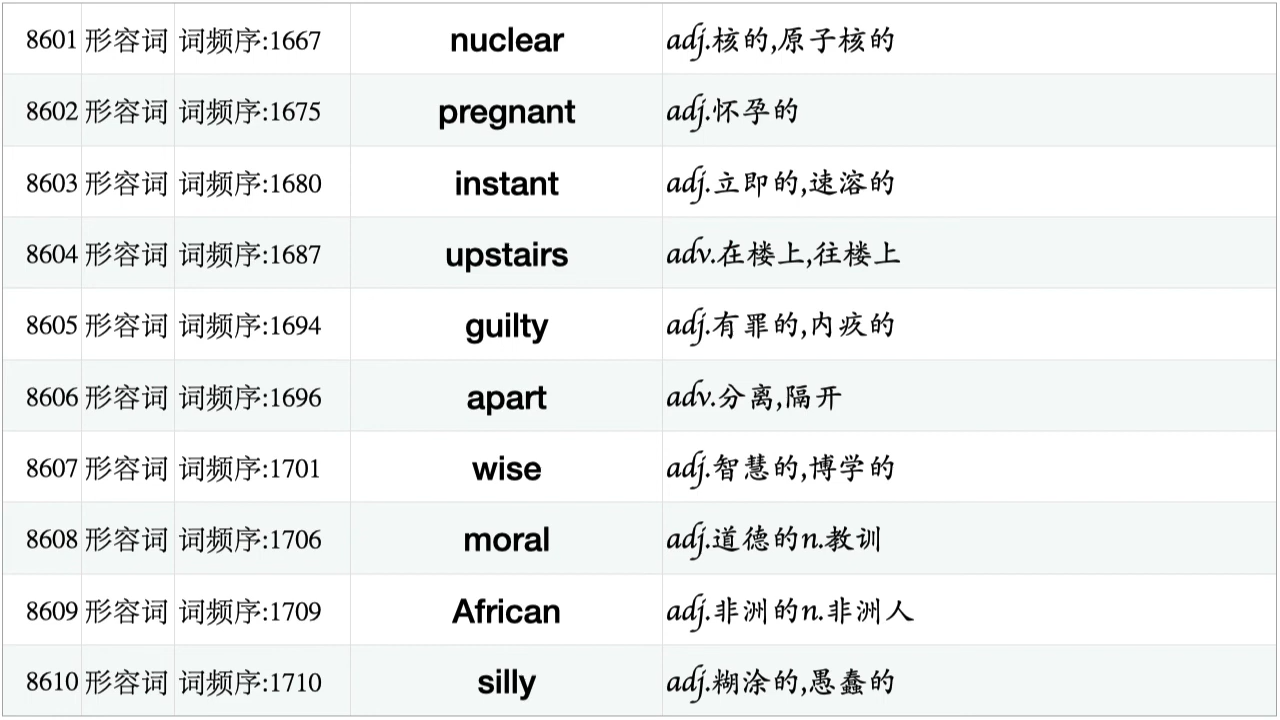 8601 形容词 词频序:1667 nuclear adj.核的,原子核的
8602 形容词 词频序:1675 pregnant adj.怀孕的
8603 形容词 词频序:1680 instant adj.立即的,速溶的
8604 形容词 词频序:1687 upstairs adv.在楼上,往楼上
8605 形容词 词频序:1694 guilty adj.有罪的,内疚的
8606 形容词 词频序:1696 apart adv.分离,隔开
8607 形容词 词频序:1701 wise adj.智慧的,博学的
8608 形容词 词频序:1706 moral adj.道德的n.教训
8609 形容词 词频序:1709 African adj.非洲的n.非洲人
8610 形容词 词频序:1710 silly adj.糊涂的,愚蠢的